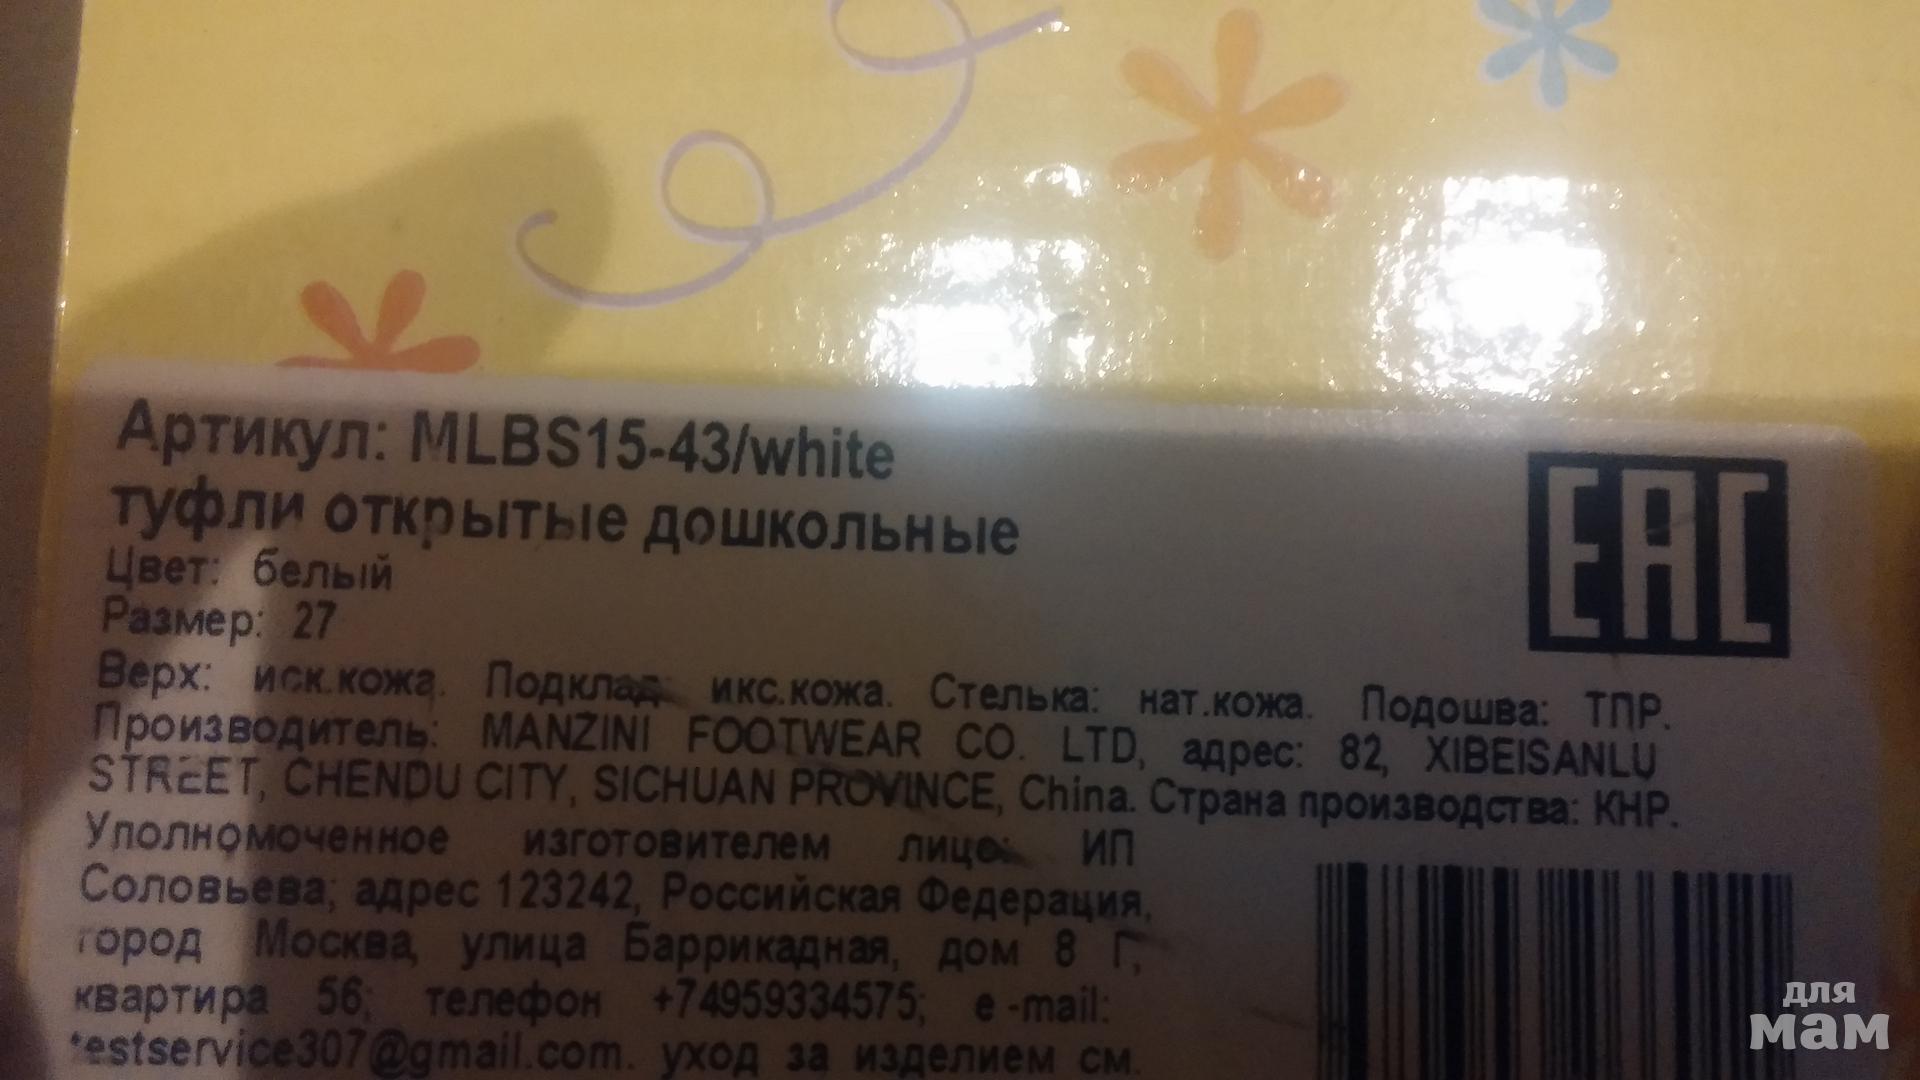 Артикул: MLBS15-43/white
туфли открытые дошкольные
Цвет: белый
Размер: 27
EAC
Верх: иск.кожа. Подклад: икс.кожа. Стелька: нат.кожа. Подошва: ТПР.
Производитель: MANZINI FOOTWEAR CO. LTD, адрес: 82, XIBEISANLU
STREET, CHENDU CITY, SICHUAN PROVINCE, China. Страна производства: КНР.
Уполномоченное изготовителем лицо: ИП
Соловьева; адрес 123242, Российская Федерация,
город Москва, улица Баррикадная, дом 8 Г,
квартира 56; телефон +74959334575; e -mail:
testservice307@gmail.com. уход за изделием см.
для
мам